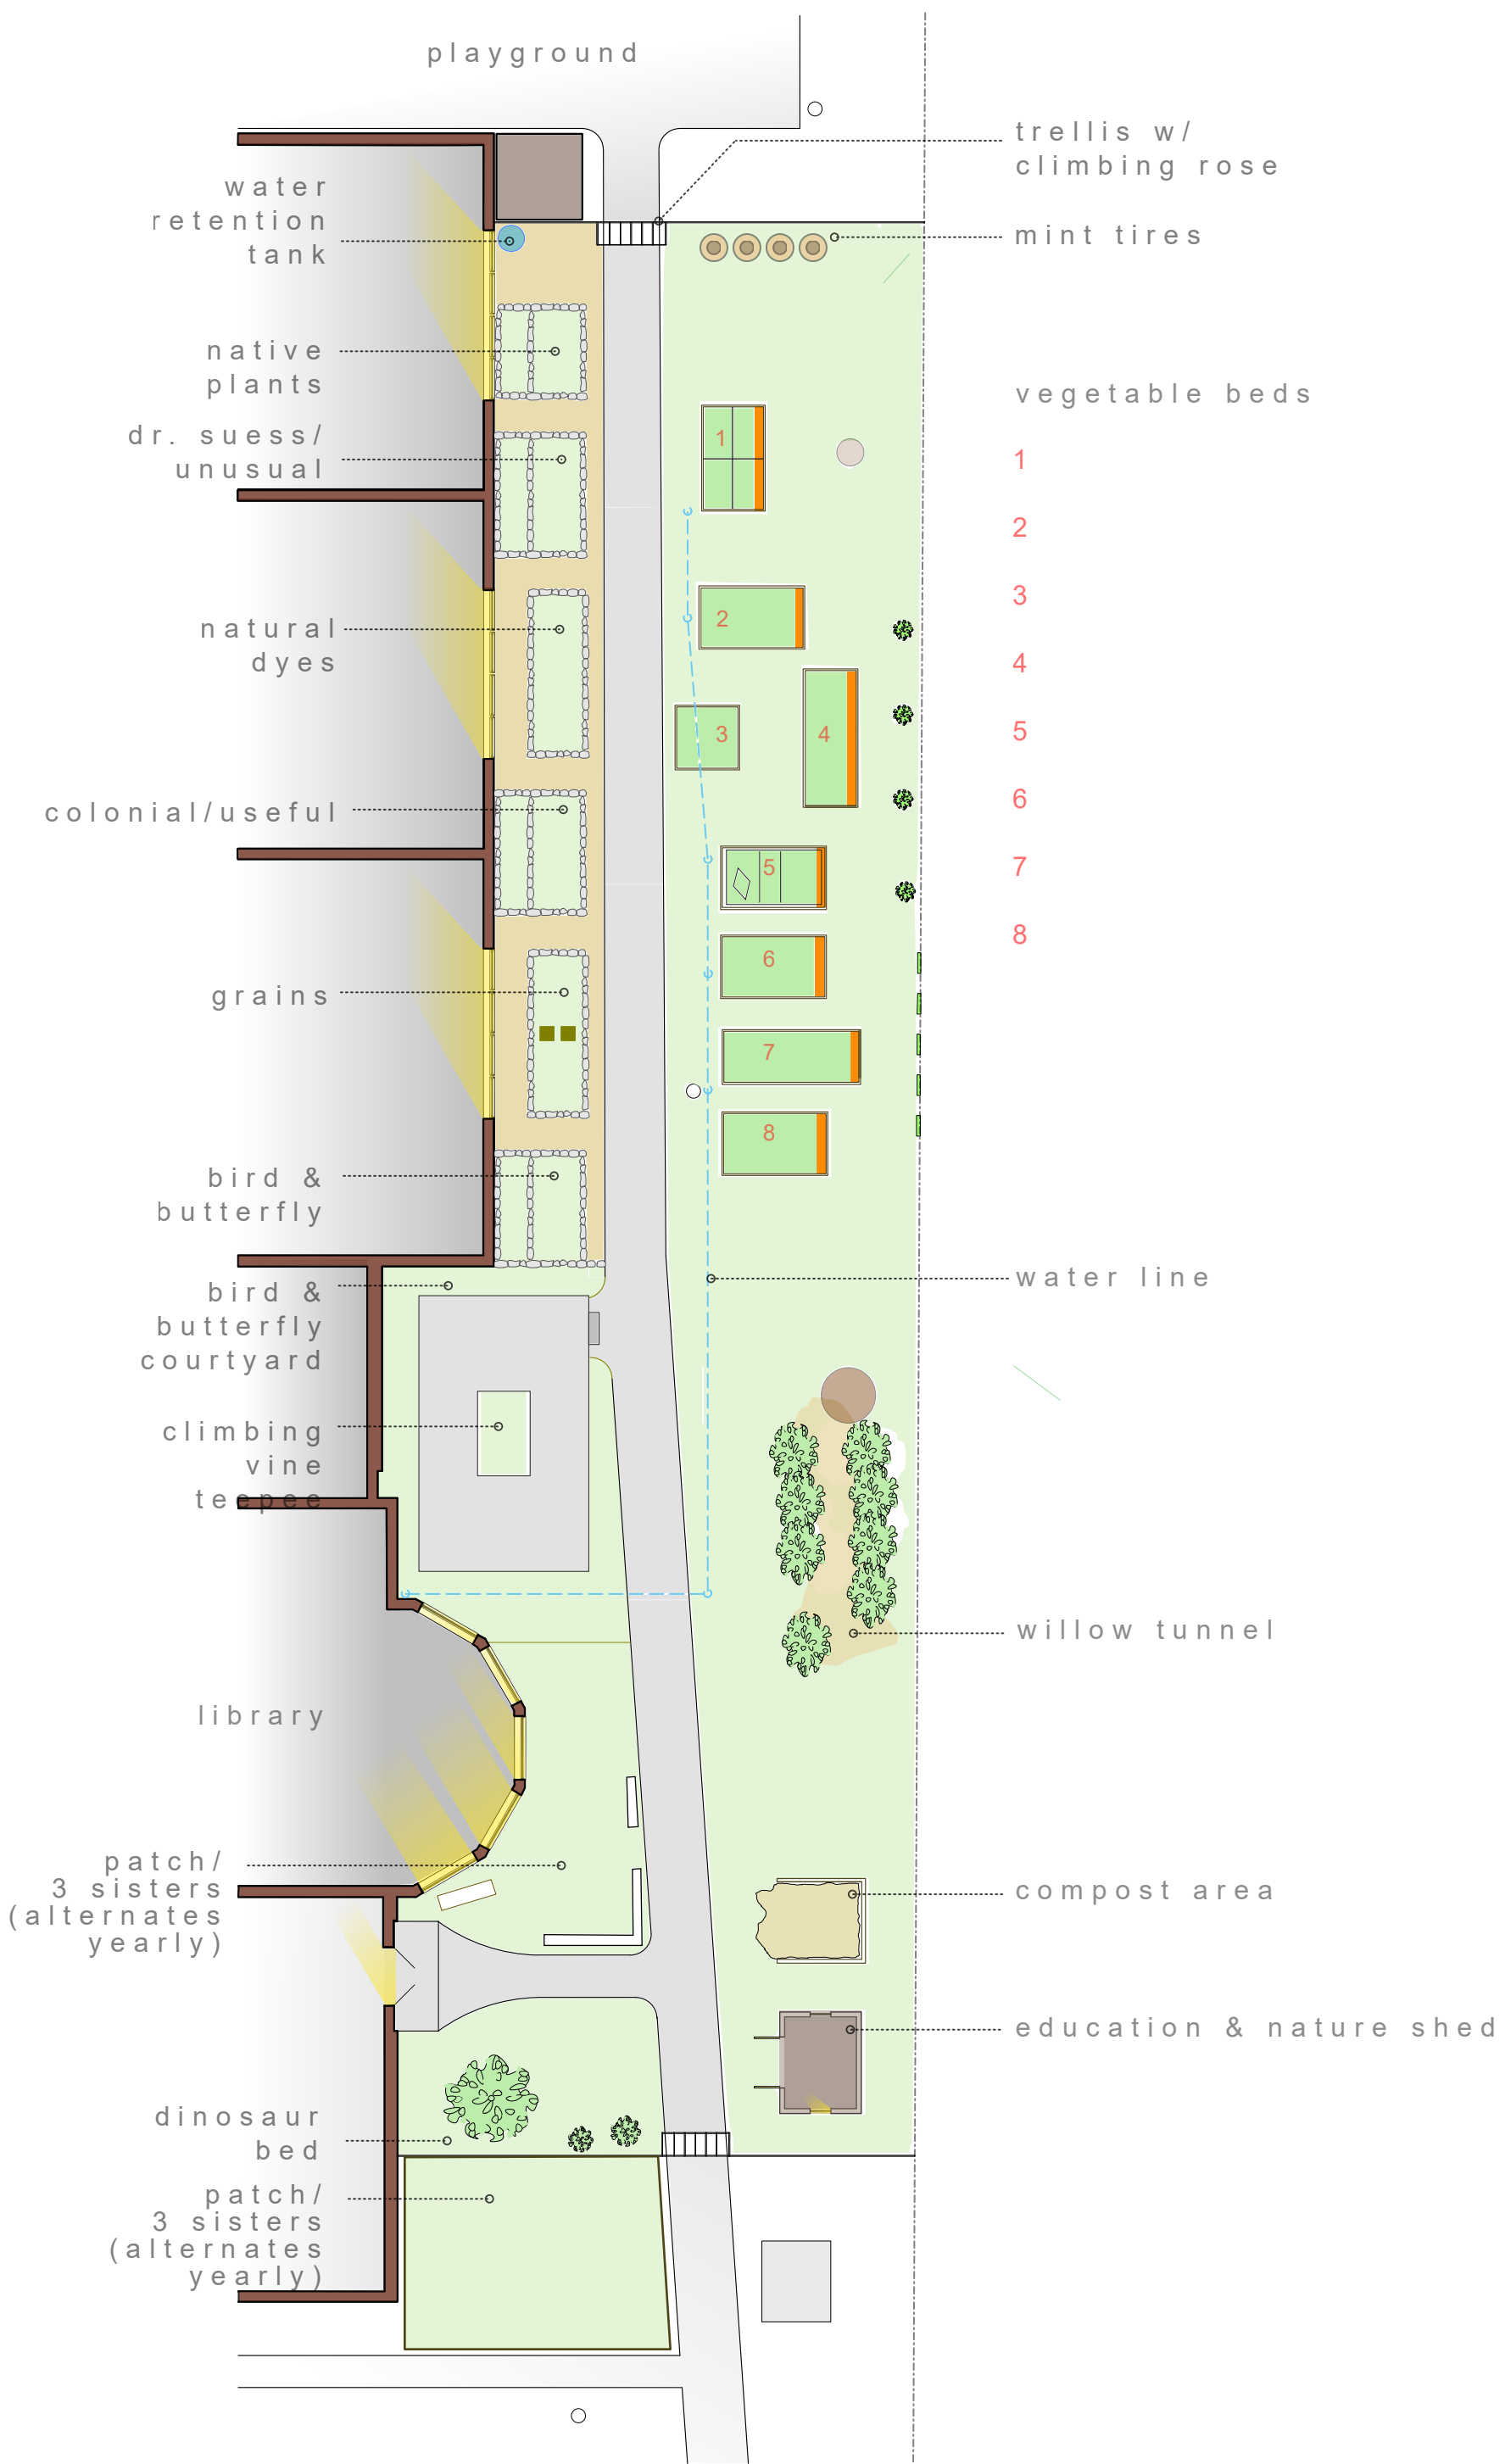 playground
trellis w/
climbing rose
mint tires
water
retention
tank
native
plants
dr. suess/
unusual
natural
dyes
colonial/useful
grains
bird &
butterfly
bird &
butterfly
courtyard
climbing
vine
teepee
library
patch/
3 sisters
(alternates
yearly)
dinosaur
bed
patch/
3 sisters
(alternates
yearly)
1
2
3
4
5
6
7
8
vegetable beds
1
2
3
4
5
6
7
8
water line
willow tunnel
compost area
education & nature shed